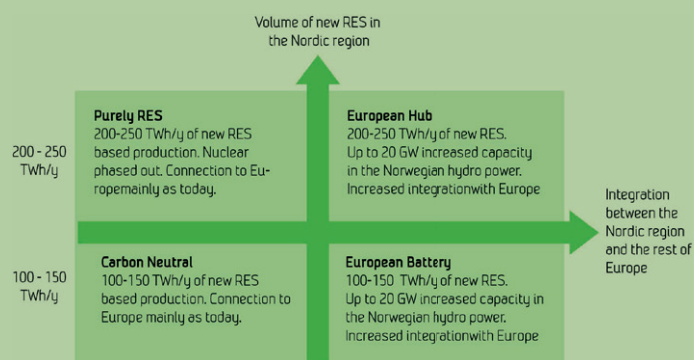 Volume of new RES in
the Nordic region
200 - 250
TWh/y
Purely RES
200-250 TWh/y of new RES
based production. Nuclear
phased out. Connection to Eu-
ropemainly as today.
European Hub
200-250 TWh/y of new RES.
Up to 20 GW increased capacity
in the Norwegian hydro power.
Increased integrationwith Europe
Integration
between the
Nordic region
and the rest of
Europe
100 - 150
TWh/y
Carbon Neutral
100-150 TWh/y of new RES
based production. Connection to
Europe mainly as today.
European Battery
100-150 TWh/y of new RES.
Up to 20 GW increased capacity in
the Norwegian hydro power.
Increased integrationwith Europe